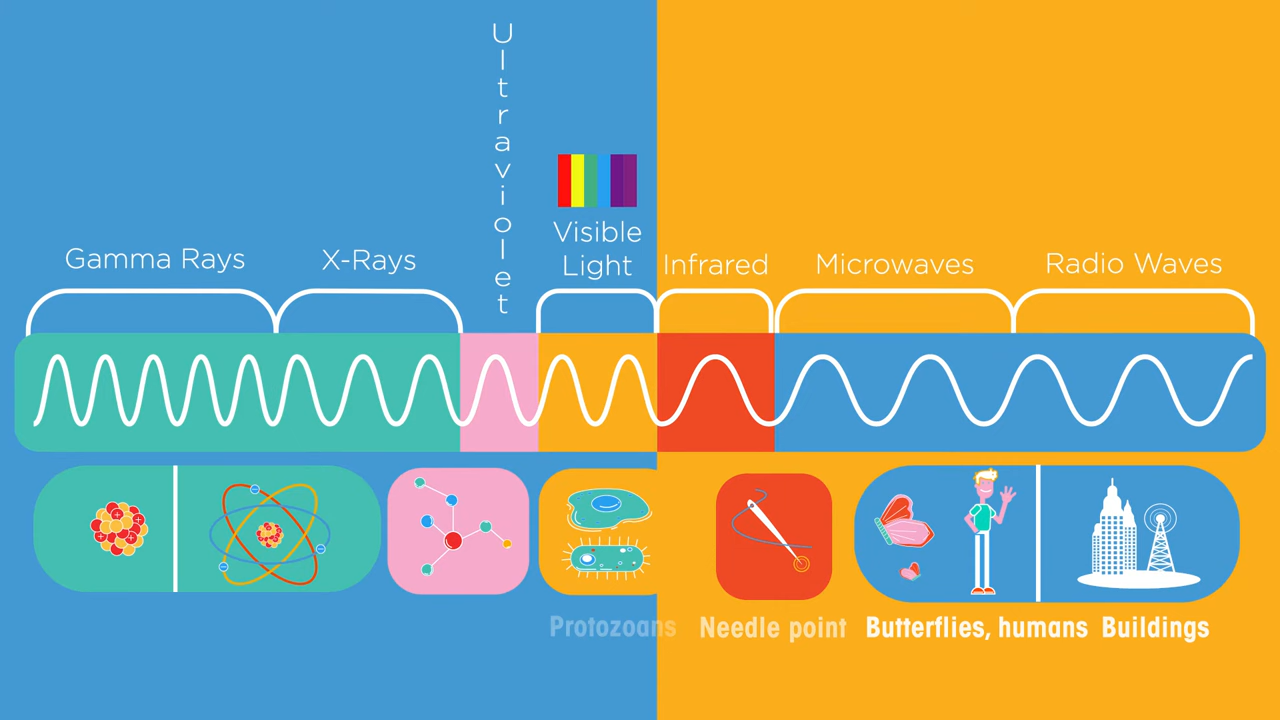 Ultraviolet
Visible
Light
Gamma Rays
X-Rays
Infrared
Microwaves
Radio Waves
Protozoans
Needle point
Butterflies, humans
Buildings